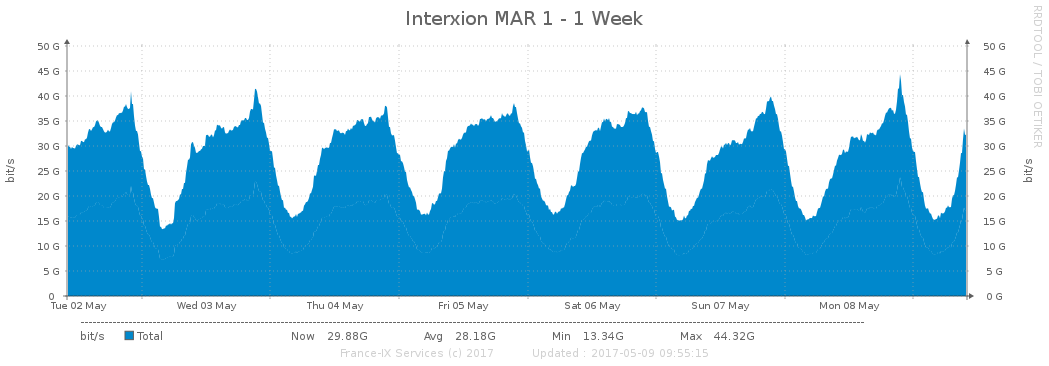 Interxion MAR 1 - 1 Week
RRDTOOL / TOBI OETIKER
50 G 50 G
45 G 45 G
40 G 40 G
35 G 35 G
30 G 30 G
25 G 25 G
20 G 20 G
15 G 15 G
10 G 10 G
5 G 5 G
0 0 G
bit/s
bit/s
Tue 02 May Wed 03 May Thu 04 May Fri 05 May Sat 06 May Sun 07 May Mon 08 May
bit/s Total Now 29.88G Avg 28.18G Min 13.34G Max 44.32G
France-IX Services (c) 2017 Updated : 2017-05-09 09:55:15